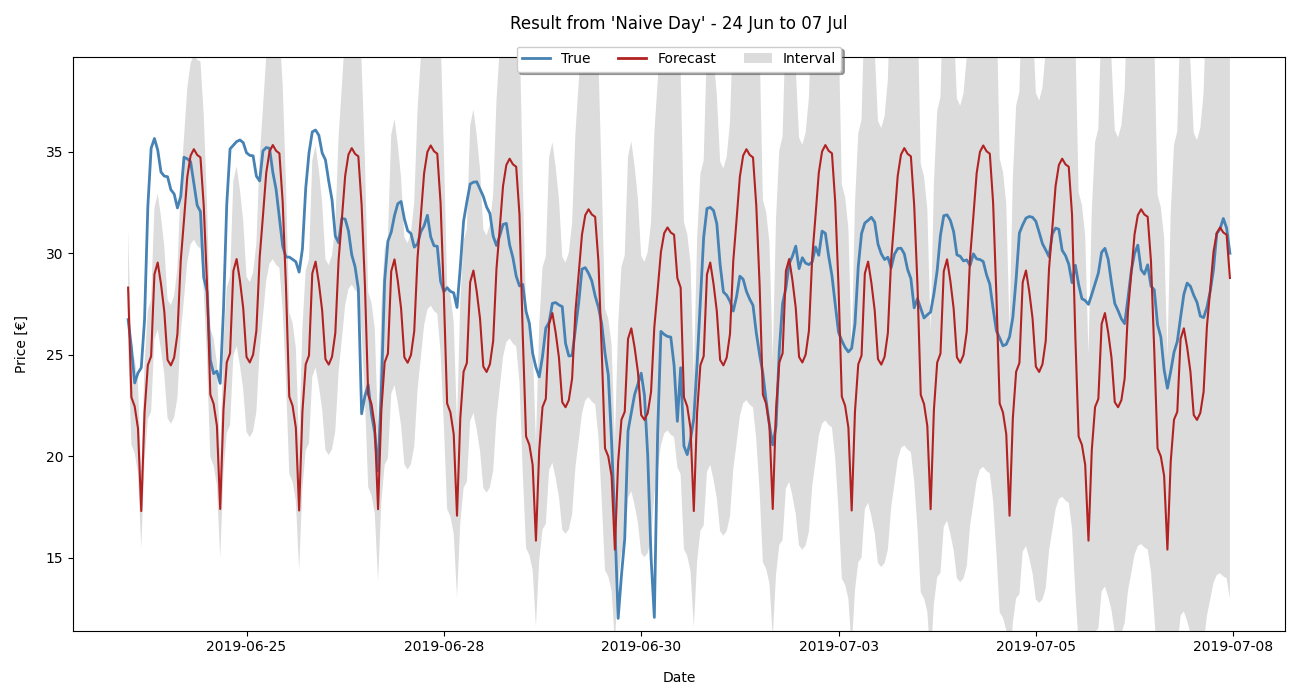 Result from 'Naive Day' - 24 Jun to 07 Jul
True Forecast Interval
35
30
25
20
15
Price [€]
2019-06-25 2019-06-28 2019-06-30 2019-07-03 2019-07-05 2019-07-08
Date